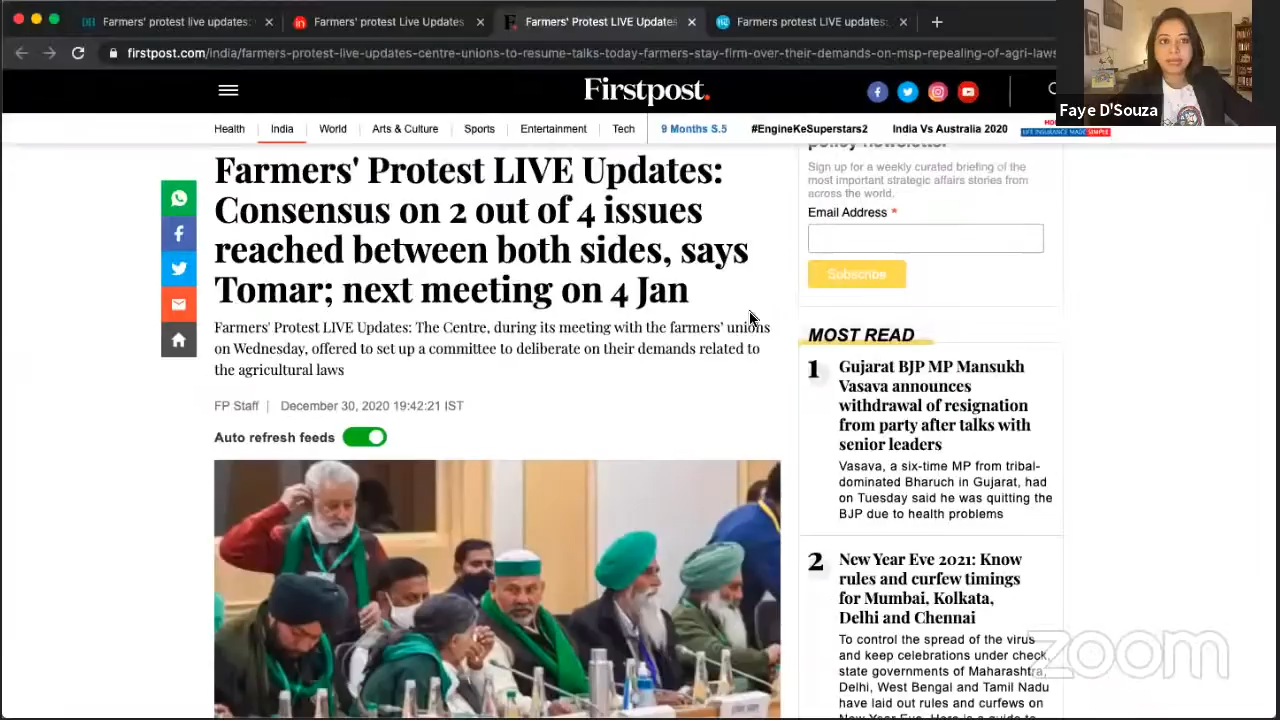 Farmers' protest live updates:
Farmers' protest Live Updates:
Farmers' Protest LIVE Updates
Farmers protest LIVE updates:
firstpost.com/india/farmers-protest-live-updates-centre-unions-to-resume-talks-today-farmers-stay-firm-over-their-demands-on-msp-repealing-of-agri-laws
Faye D'Souza
Firstpost.
Health India World Arts & Culture Sports Entertainment Tech 9 Months S.5 #EngineKeSuperstars2 India Vs Australia 2020
LIFE INSURANCE MADE SIMPLE
Farmers' Protest LIVE Updates:
Consensus on 2 out of 4 issues
reached between both sides, says
Tomar; next meeting on 4 Jan
Farmers' Protest LIVE Updates: The Centre, during its meeting with the farmers' unions
on Wednesday, offered to set up a committee to deliberate on their demands related to
the agricultural laws
FP Staff | December 30, 2020 19:42:21 IST
Auto refresh feeds
policy newsletter
Sign up for a weekly curated briefing of the
most important strategic affairs stories from
across the world.
Email Address *
Subscribe
MOST READ
1
Gujarat BJP MP Mansukh
Vasava announces
withdrawal of resignation
from party after talks with
senior leaders
Vasava, a six-time MP from tribal-
dominated Bharuch in Gujarat, had
on Tuesday said he was quitting the
BJP due to health problems
2
New Year Eve 2021: Know
rules and curfew timings
for Mumbai, Kolkata,
Delhi and Chennai
To control the spread of the virus
and keep celebrations under check,
state governments of Maharashtra,
Delhi, West Bengal and Tamil Nadu
have laid out rules and curfews on
zoom